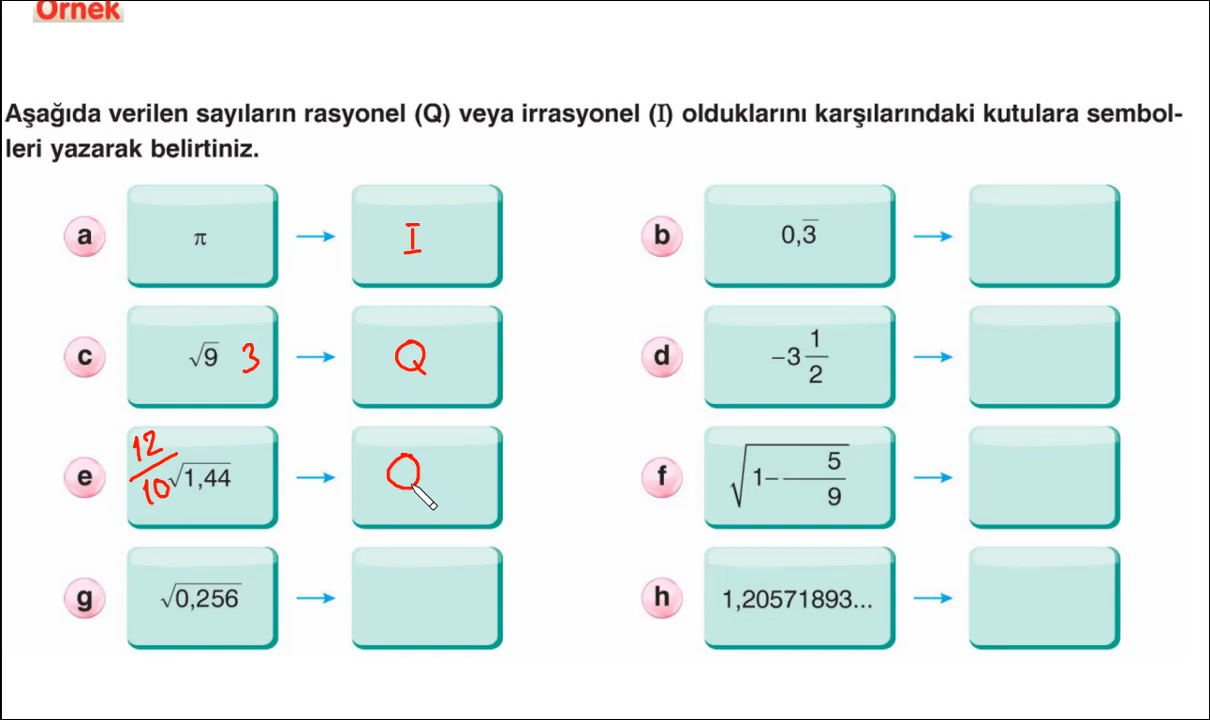 Örnek
Aşağıda verilen sayıların rasyonel (Q) veya irrasyonel (I) olduklarını karşılarındaki kutulara sembol-
leri yazarak belirtiniz.
a π → I
b 0,3̅ →
c √9 3 → Q
d −3 1/2 →
e 12/10 √1,44 → Q
f √(1− 5/9) →
g √0,256 →
h 1,20571893... →